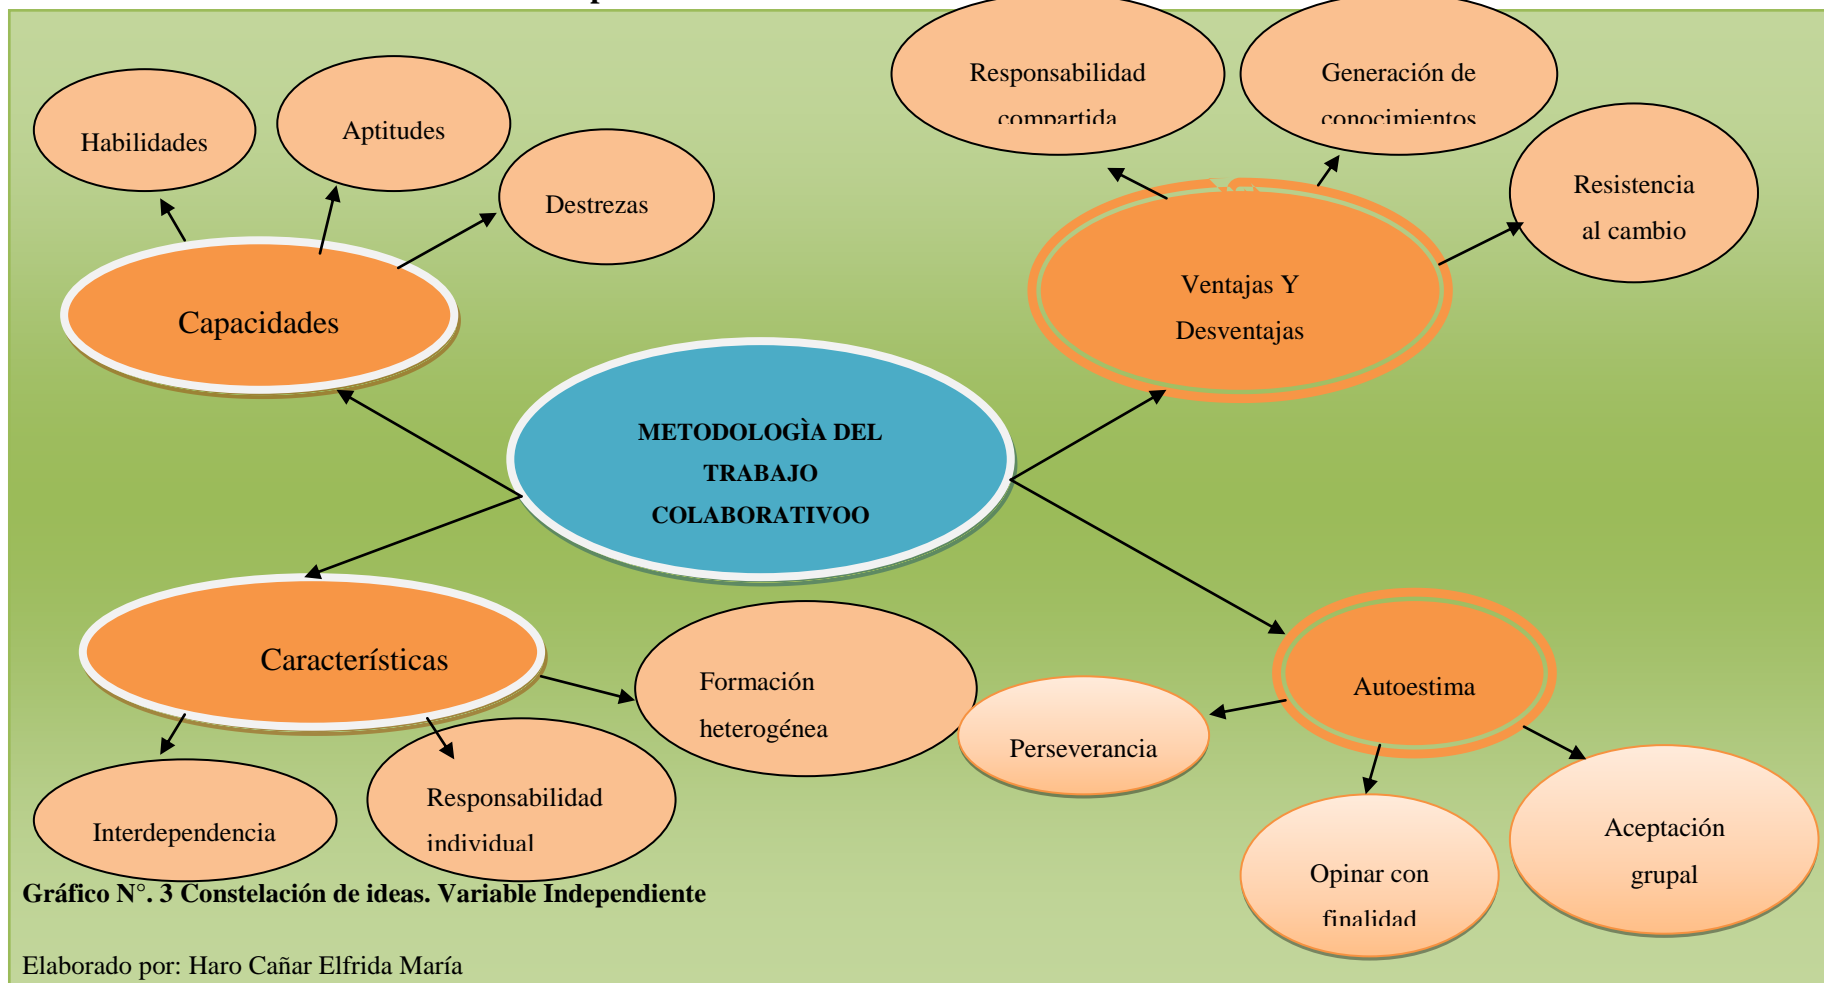 Habilidades
Aptitudes
Destrezas
Capacidades
Responsabilidad
compartida
Generación de
conocimientos
Resistencia
al cambio
Ventajas Y
Desventajas
METODOLOGÌA DEL
TRABAJO
COLABORATIVOO
Características
Formación
heterogénea
Interdependencia
Responsabilidad
individual
Autoestima
Perseverancia
Opinar con
finalidad
Aceptación
grupal
Gráfico N°. 3 Constelación de ideas. Variable Independiente
Elaborado por: Haro Cañar Elfrida María